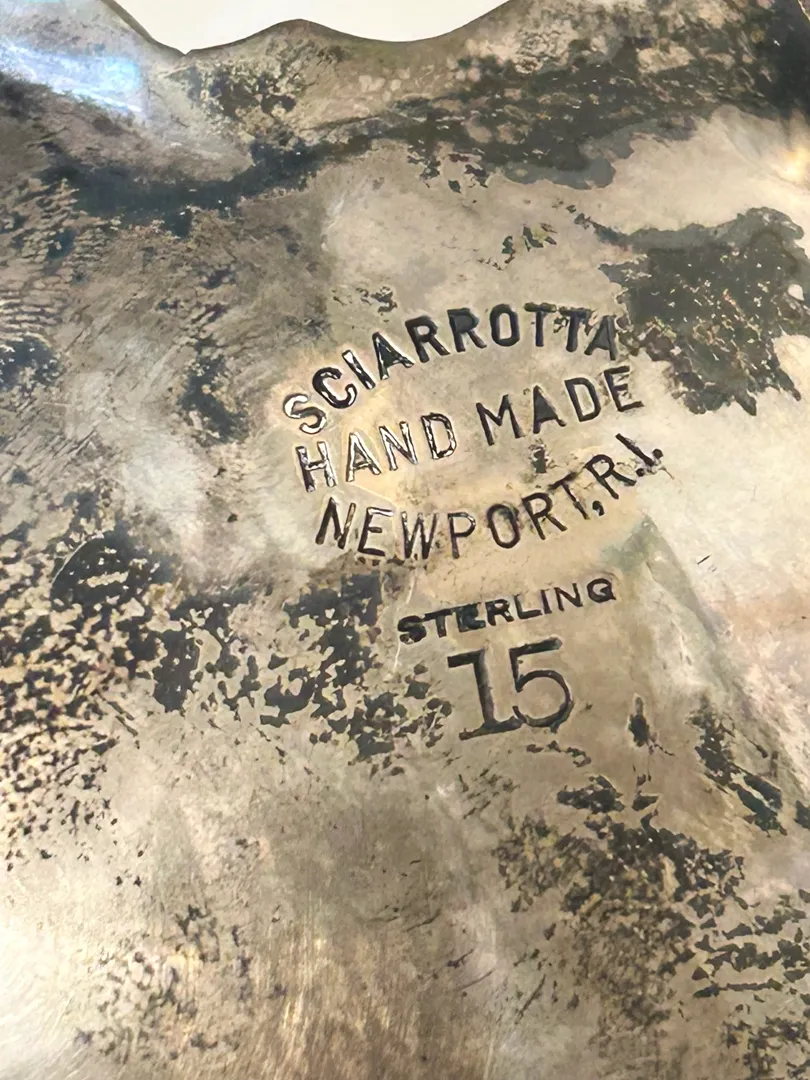 SCIARROTTA
HAND MADE
NEWPORT,R.I.
STERLING
15